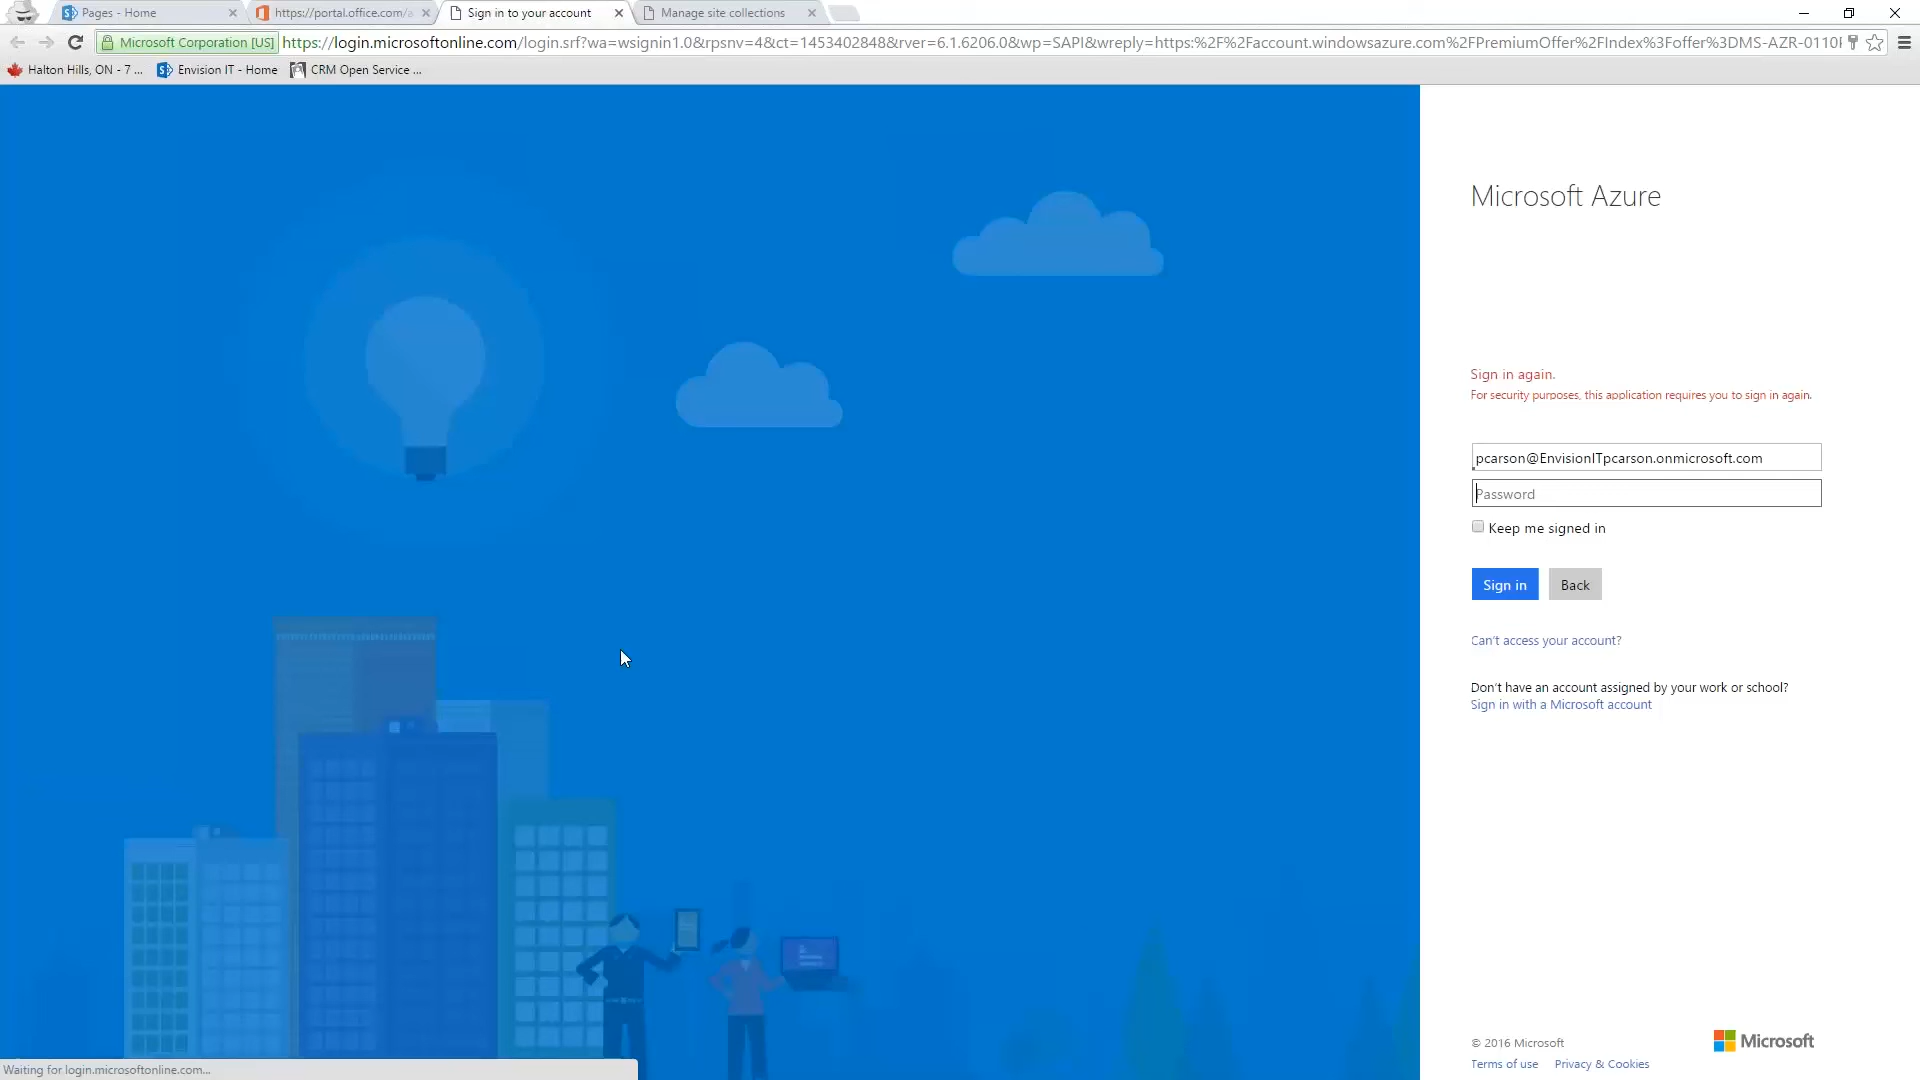 Pages - Home
https://portal.office.com/a
Sign in to your account
Manage site collections
Microsoft Corporation [US]
https://login.microsoftonline.com/login.srf?wa=wsignin1.0&rpsnv=4&ct=1453402848&rver=6.1.6206.0&wp=SAPI&wreply=https:%2F%2Faccount.windowsazure.com%2FPremiumOffer%2FIndex%3Foffer%3DMS-AZR-0110
Halton Hills, ON - 7 ...
Envision IT - Home
CRM Open Service ...
Microsoft Azure
Sign in again.
For security purposes, this application requires you to sign in again.
pcarson@EnvisionITpcarson.onmicrosoft.com
Password
Keep me signed in
Sign in
Back
Can't access your account?
Don't have an account assigned by your work or school?
Sign in with a Microsoft account
© 2016 Microsoft
Microsoft
Terms of use
Privacy & Cookies
Waiting for login.microsoftonline.com...